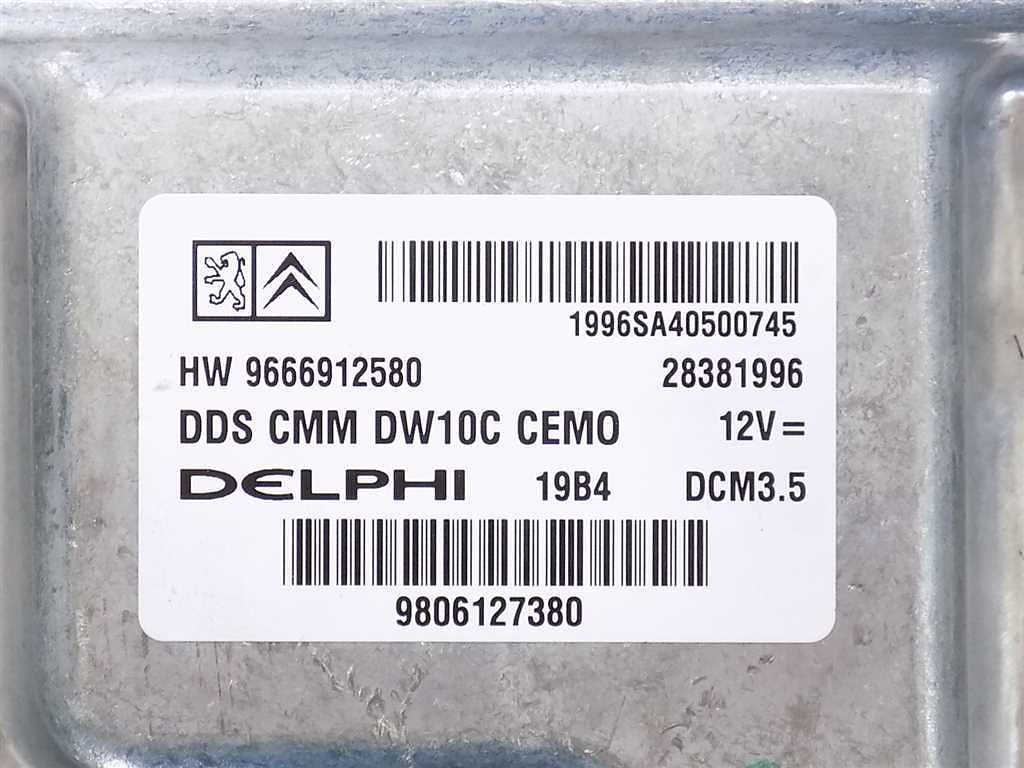 1996SA40500745
HW 9666912580 28381996
DDS CMM DW10C CEMO 12V=
DELPHI 19B4 DCM3.5
9806127380